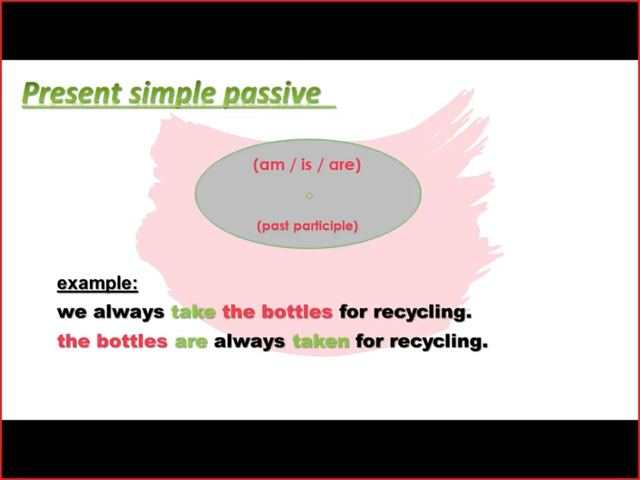 Present simple passive
(am / is / are)
+
(past participle)
example:
we always take the bottles for recycling.
the bottles are always taken for recycling.